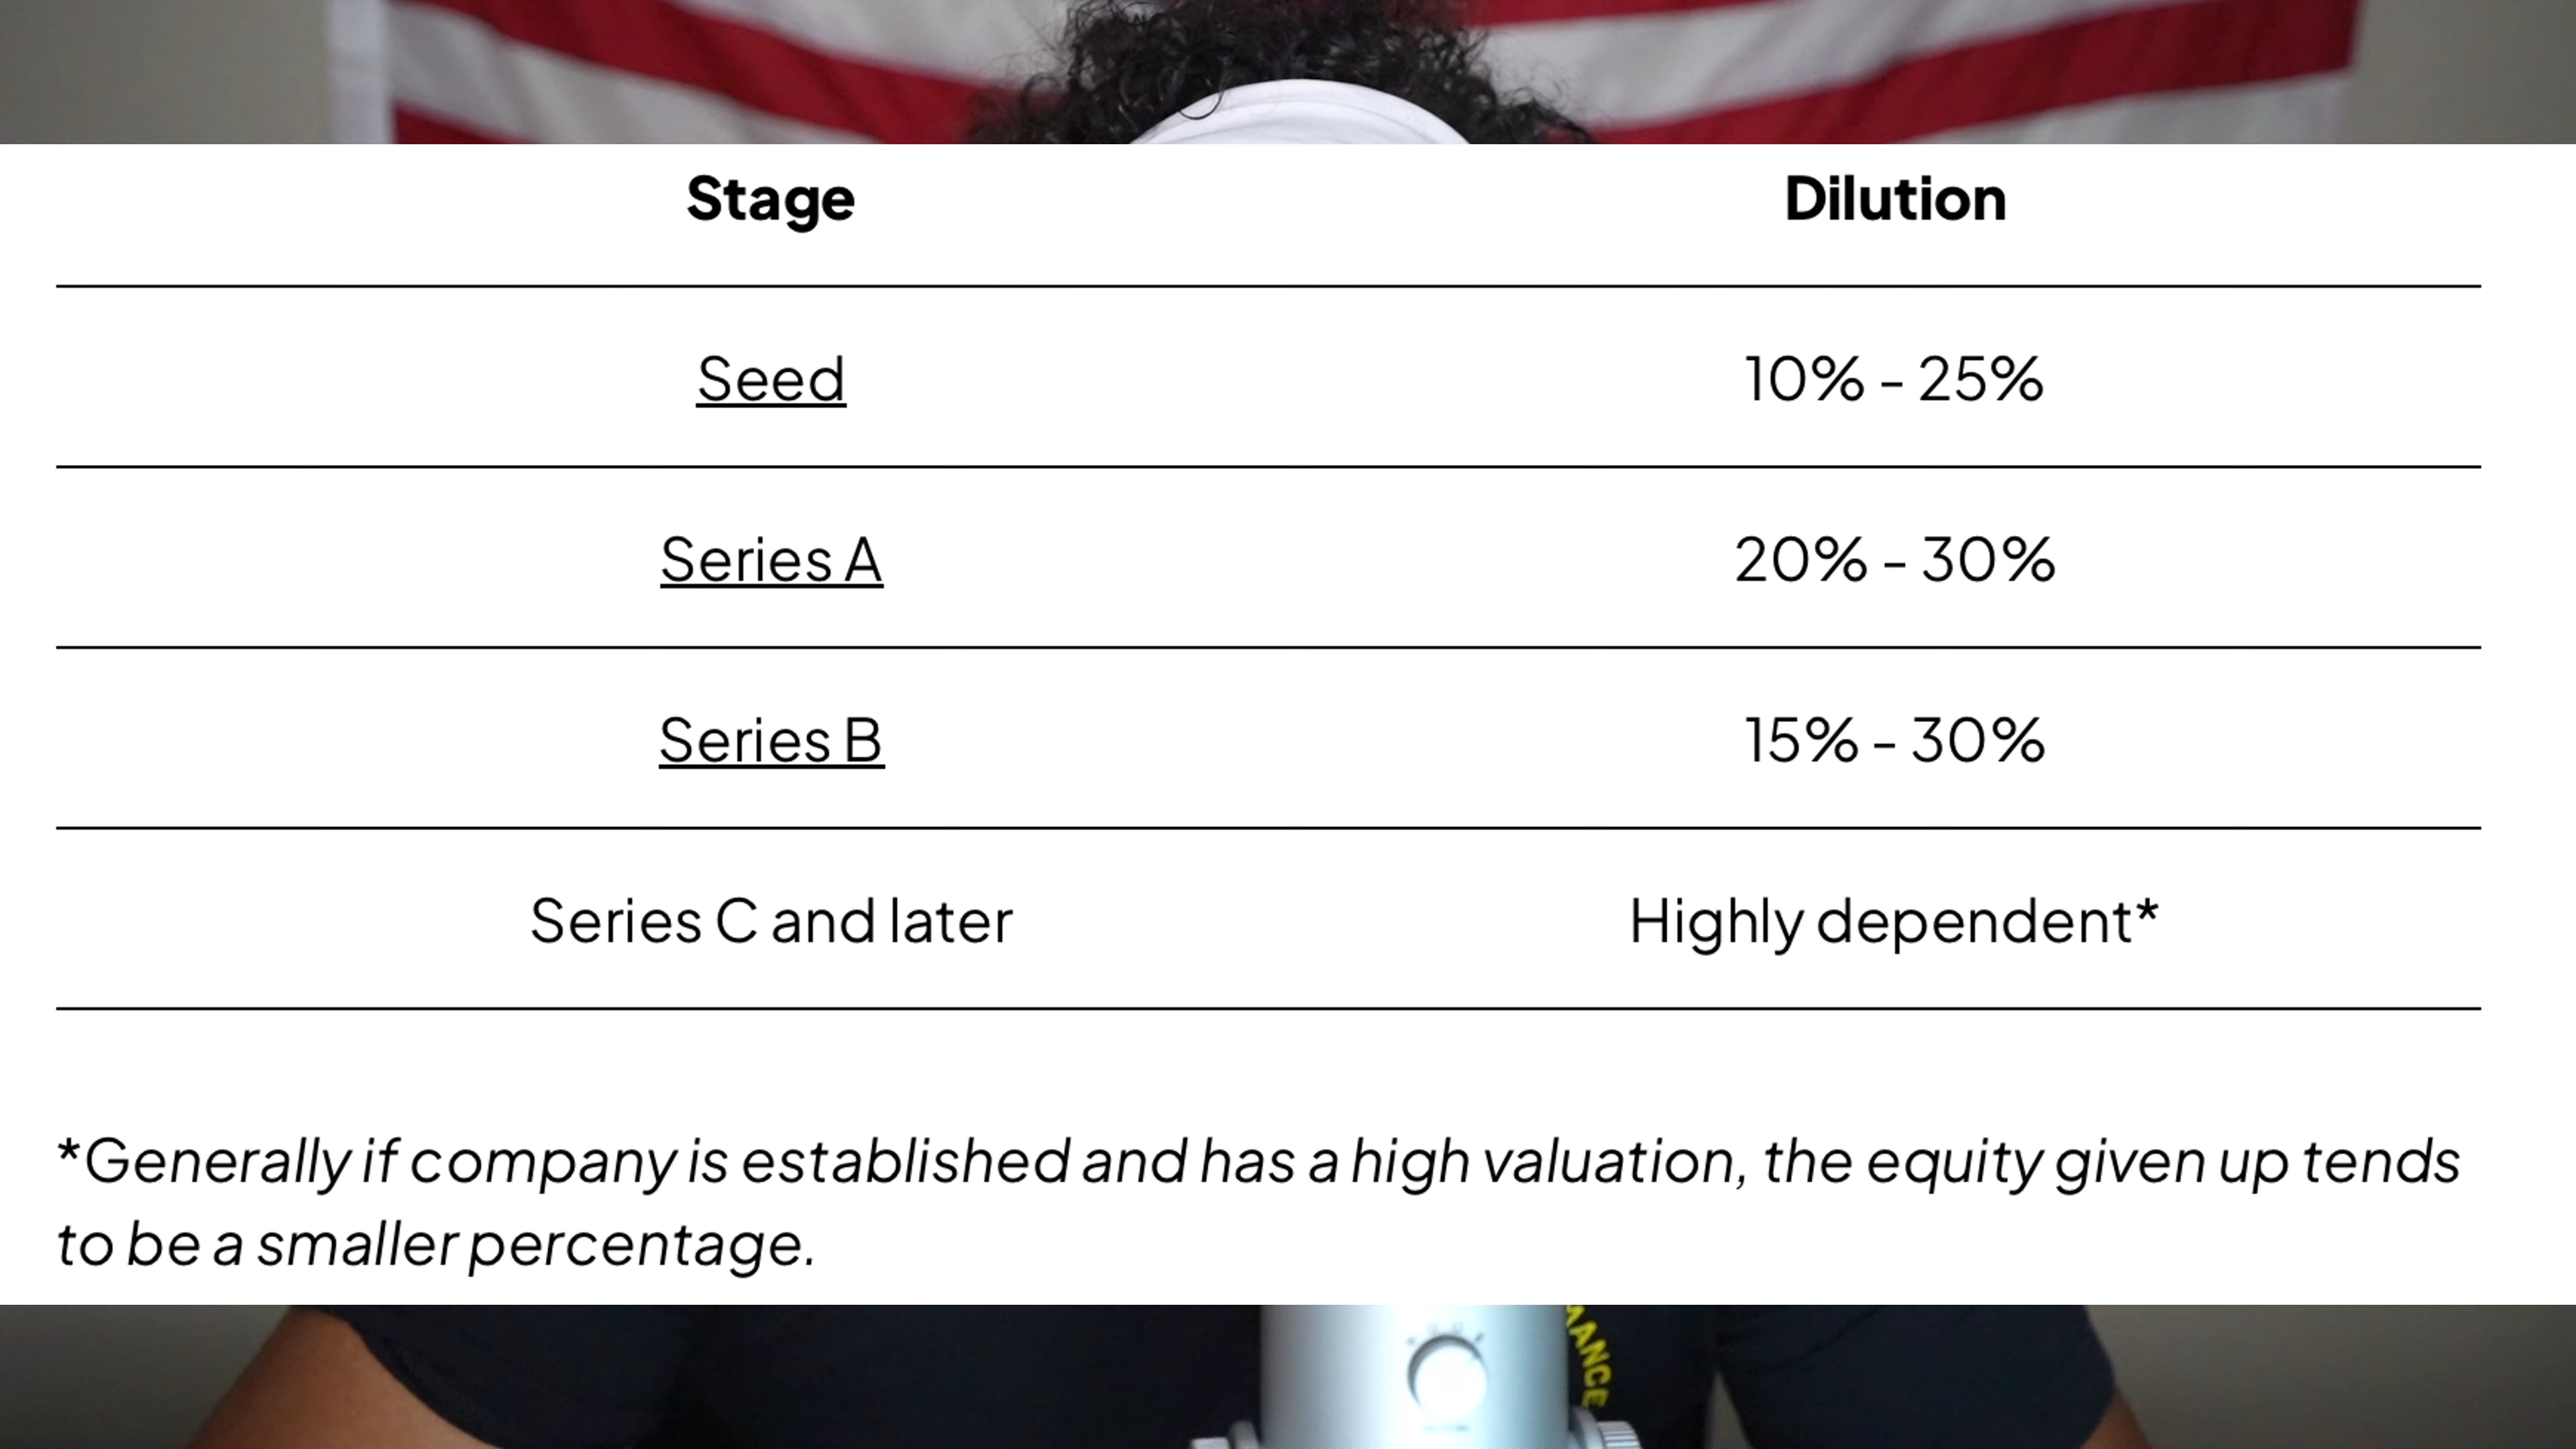 Stage Dilution
Seed 10% - 25%
Series A 20% - 30%
Series B 15% - 30%
Series C and later Highly dependent*
*Generally if company is established and has a high valuation, the equity given up tends
to be a smaller percentage.